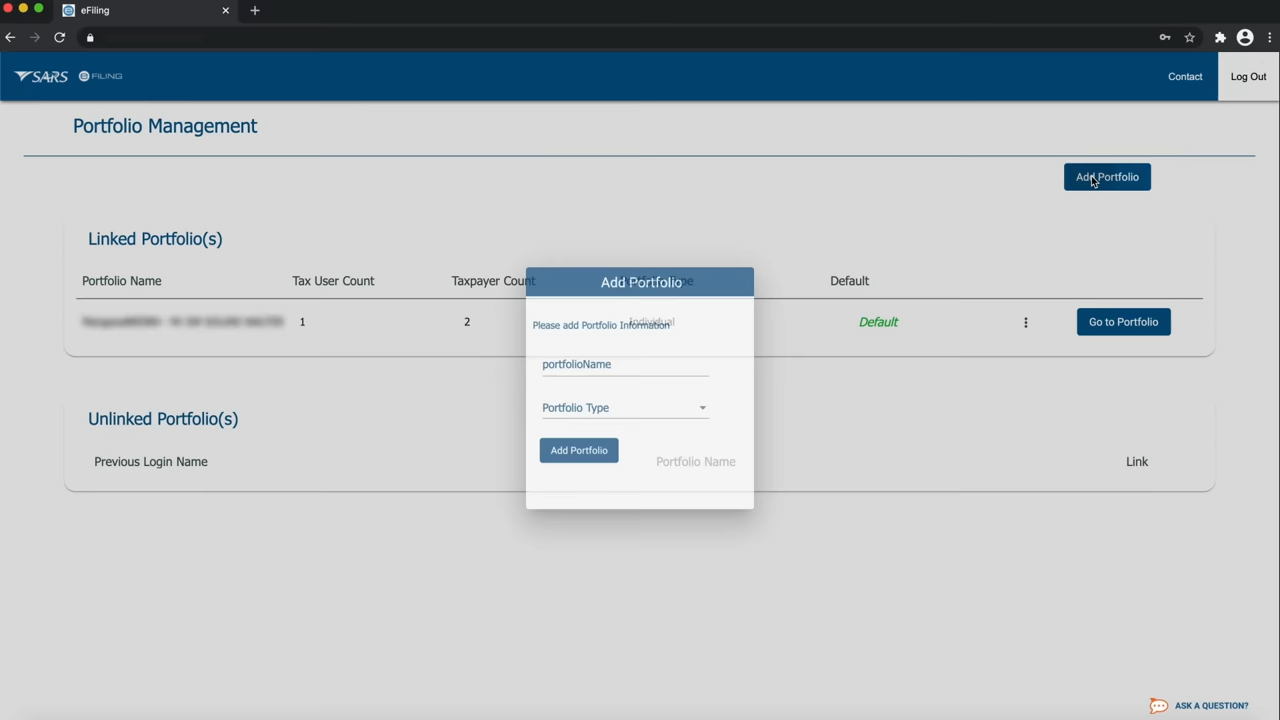 eFiling
SARS eFILING
Contact
Log Out
Portfolio Management
Add Portfolio
Linked Portfolio(s)
Portfolio Name Tax User Count Taxpayer Count Default
1 2 Individual Default Go to Portfolio
Add Portfolio
Please add Portfolio Information
portfolioName
Portfolio Type
Add Portfolio
Unlinked Portfolio(s)
Previous Login Name Portfolio Name Link
ASK A QUESTION?